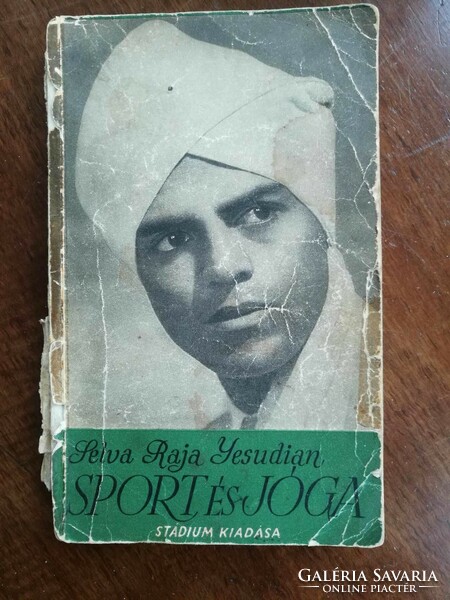 Selva Raja Yesudian
SPORT ÉS JÓGA
STÁDIUM KIADÁSA
GALÉRIA SAVARIA
ONLINE PIACTÉR